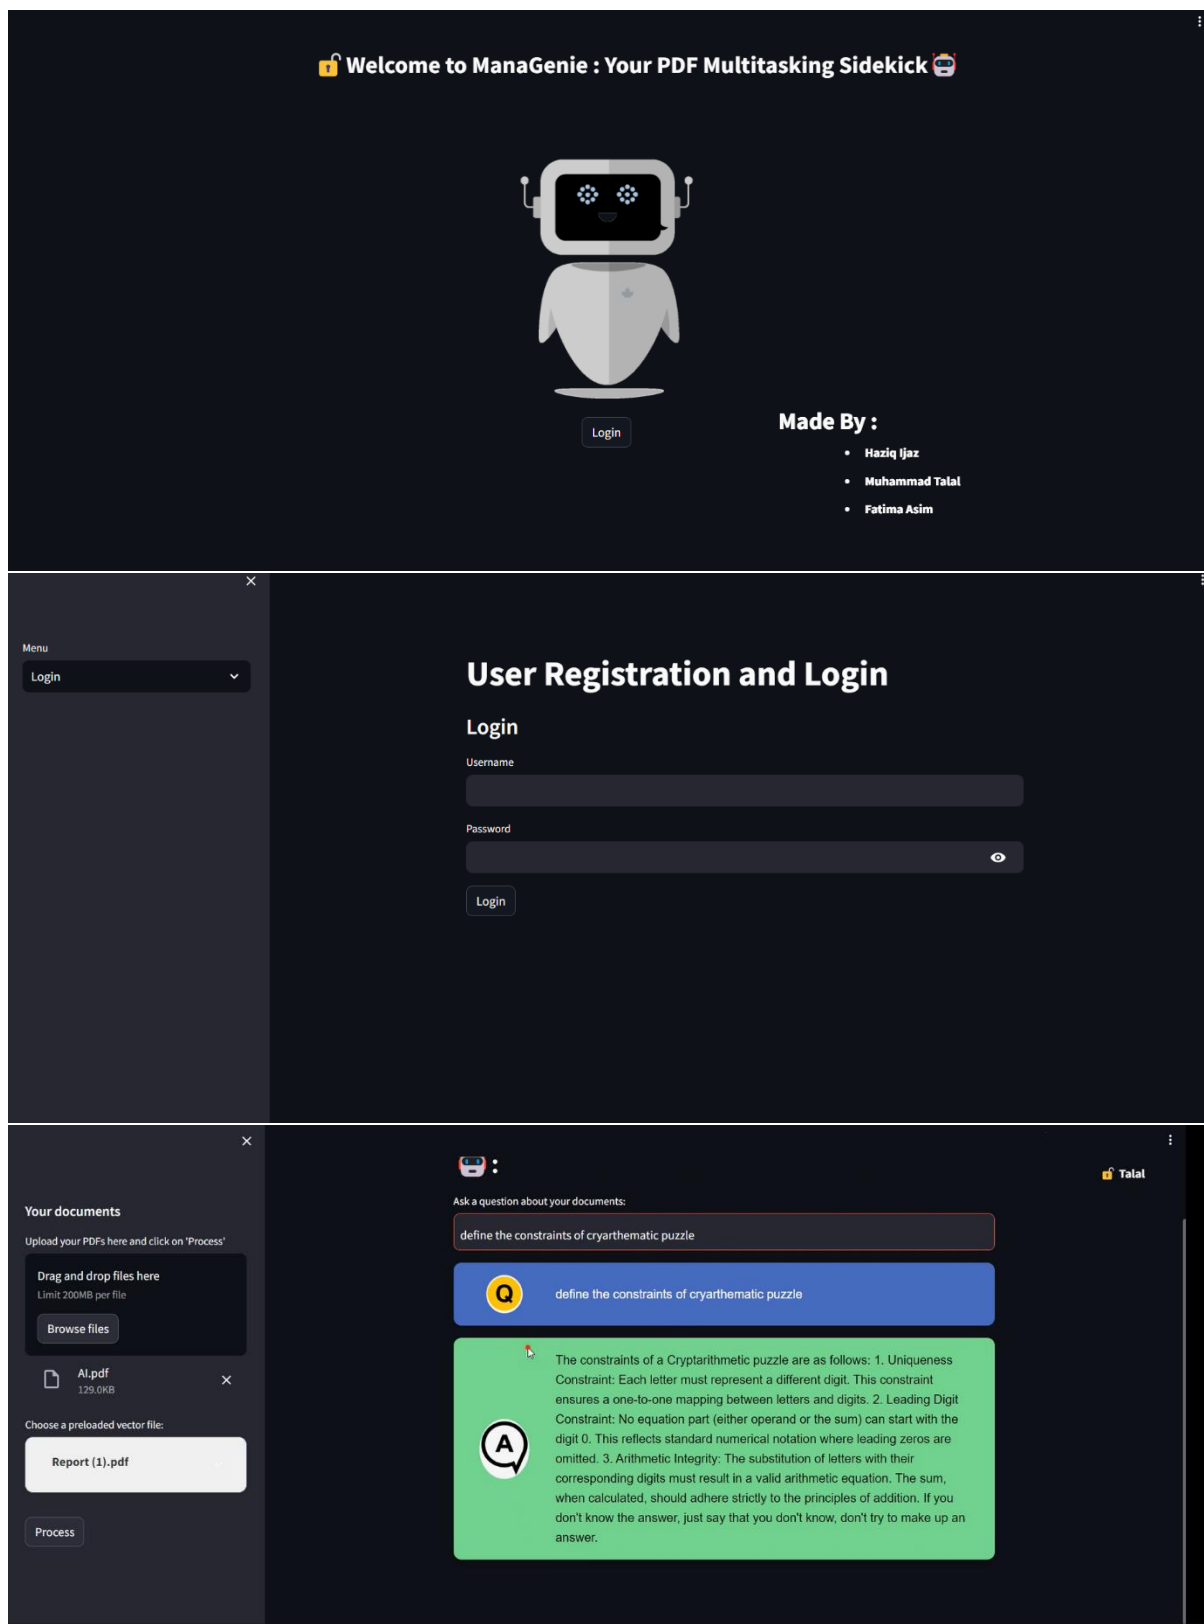 Welcome to ManaGenie : Your PDF Multitasking Sidekick
Login
Made By :
Haziq Ijaz
Muhammad Talal
Fatima Asim
Menu
Login
User Registration and Login
Login
Username
Password
Login
Your documents
Upload your PDFs here and click on 'Process'
Drag and drop files here
Limit 200MB per file
Browse files
AI.pdf
129.0KB
Choose a preloaded vector file:
Report (1).pdf
Process
:
Talal
Ask a question about your documents:
define the constraints of cryarthematic puzzle
Q
define the constraints of cryarthematic puzzle
A
The constraints of a Cryptarithmetic puzzle are as follows: 1. Uniqueness
Constraint: Each letter must represent a different digit. This constraint
ensures a one-to-one mapping between letters and digits. 2. Leading Digit
Constraint: No equation part (either operand or the sum) can start with the
digit 0. This reflects standard numerical notation where leading zeros are
omitted. 3. Arithmetic Integrity: The substitution of letters with their
corresponding digits must result in a valid arithmetic equation. The sum,
when calculated, should adhere strictly to the principles of addition. If you
don't know the answer, just say that you don't know, don't try to make up an
answer.